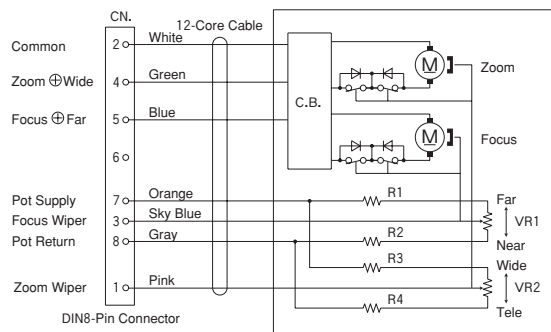 CN.
12-Core Cable
Common 2 White
Zoom ⊕Wide 4 Green
Focus ⊕Far 5 Blue
6
Pot Supply 7 Orange
Focus Wiper 3 Sky Blue
Pot Return 8 Gray
Zoom Wiper 1 Pink
DIN8-Pin Connector
C.B.
M
Zoom
M
Focus
R1
R2
R3
R4
Far
VR1
Near
Wide
VR2
Tele